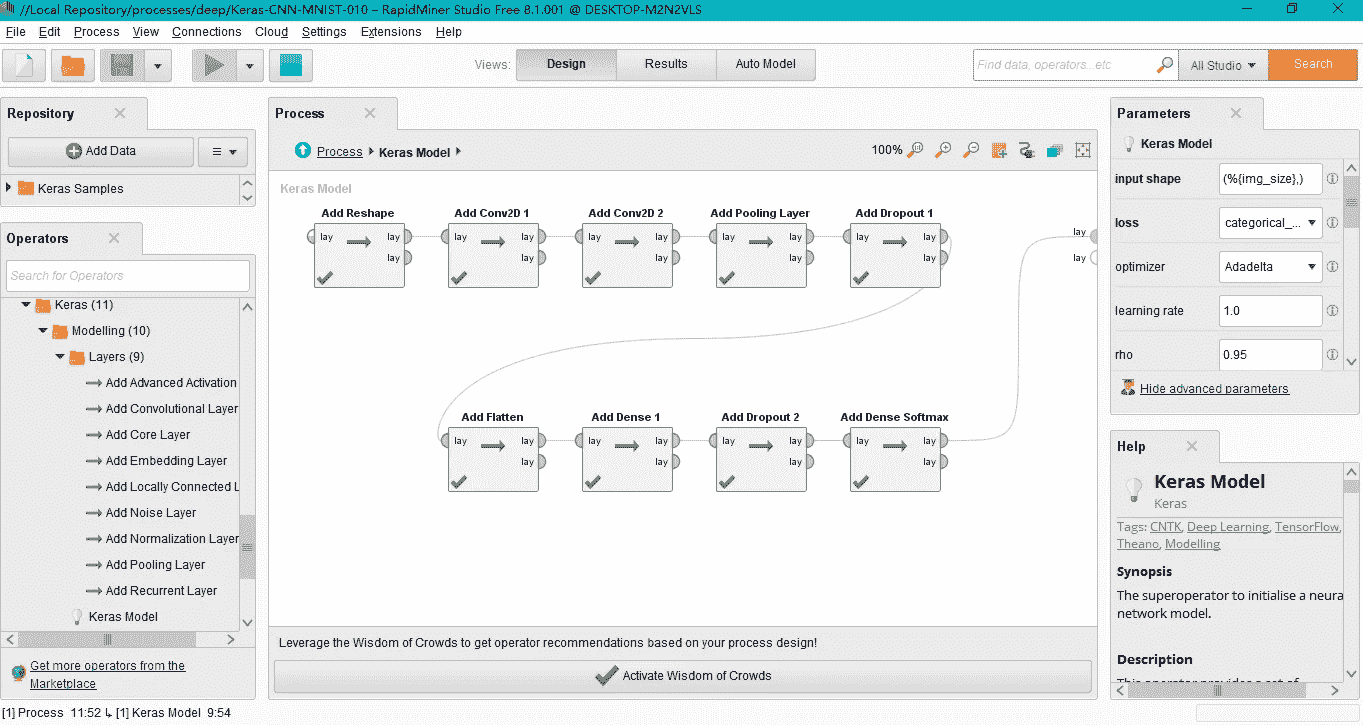 //Local Repository/processes/deep/Keras-CNN-MNIST-010 – RapidMiner Studio Free 8.1.001 @ DESKTOP-M2N2VLS
File Edit Process View Connections Cloud Settings Extensions Help
Views: Design Results Auto Model
Find data, operators...etc All Studio Search
Repository
Add Data
Keras Samples
Operators
Search for Operators
Keras (11)
Modelling (10)
Layers (9)
Add Advanced Activation
Add Convolutional Layer
Add Core Layer
Add Embedding Layer
Add Locally Connected L
Add Noise Layer
Add Normalization Layer
Add Pooling Layer
Add Recurrent Layer
Keras Model
Get more operators from the
Marketplace
Process
Process Keras Model
100%
Keras Model
Add Reshape Add Conv2D 1 Add Conv2D 2 Add Pooling Layer Add Dropout 1
lay lay lay lay lay lay lay lay lay lay lay
lay lay lay lay lay lay
Add Flatten Add Dense 1 Add Dropout 2 Add Dense Softmax
lay lay lay lay lay lay lay lay
lay lay lay lay
Leverage the Wisdom of Crowds to get operator recommendations based on your process design!
Activate Wisdom of Crowds
Parameters
Keras Model
input shape (%{img_size},)
loss categorical_...
optimizer Adadelta
learning rate 1.0
rho 0.95
Hide advanced parameters
Help
Keras Model
Keras
Tags: CNTK, Deep Learning, TensorFlow,
Theano, Modelling
Synopsis
The superoperator to initialise a neura
network model.
Description
[1] Process 11:52 ↳ [1] Keras Model 9:54